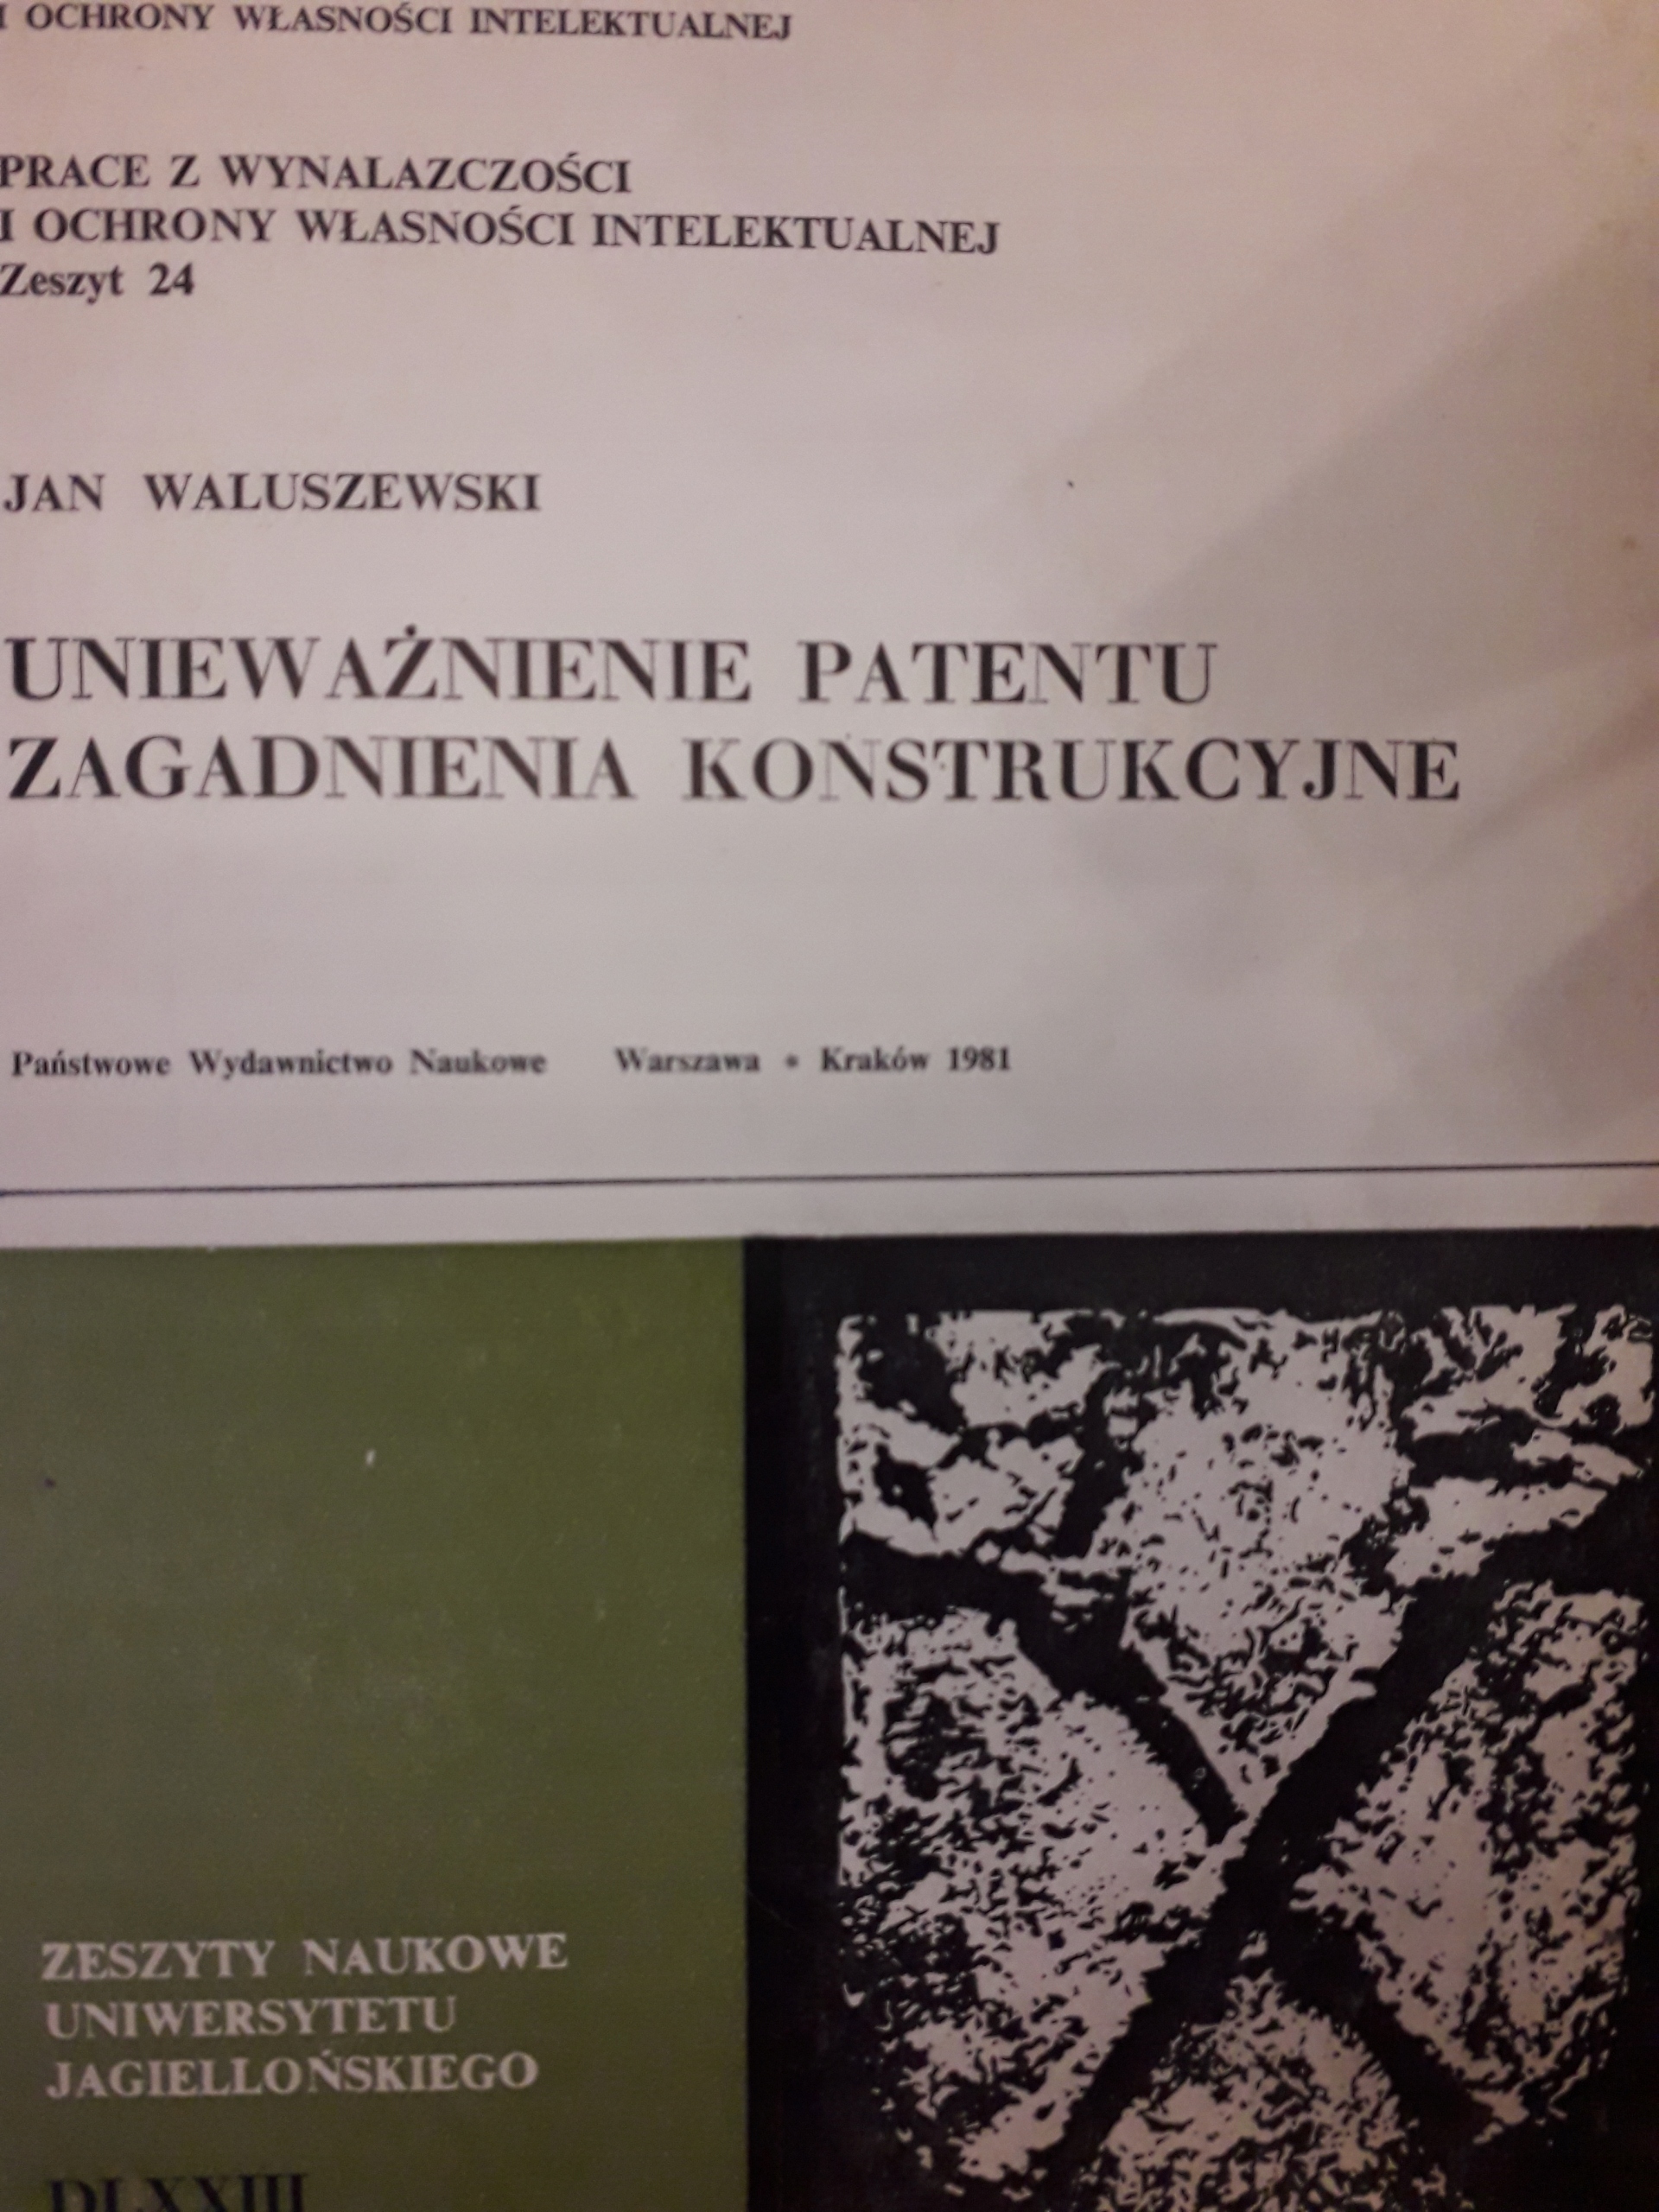 I OCHRONY WŁASNOŚCI INTELEKTUALNEJ
PRACE Z WYNALAZCZOŚCI
I OCHRONY WŁASNOŚCI INTELEKTUALNEJ
Zeszyt 24
JAN WALUSZEWSKI
UNIEWAŻNIENIE PATENTU
ZAGADNIENIA KONSTRUKCYJNE
Państwowe Wydawnictwo Naukowe Warszawa * Kraków 1981
ZESZYTY NAUKOWE
UNIWERSYTETU
JAGIELLOŃSKIEGO
DLXXIII